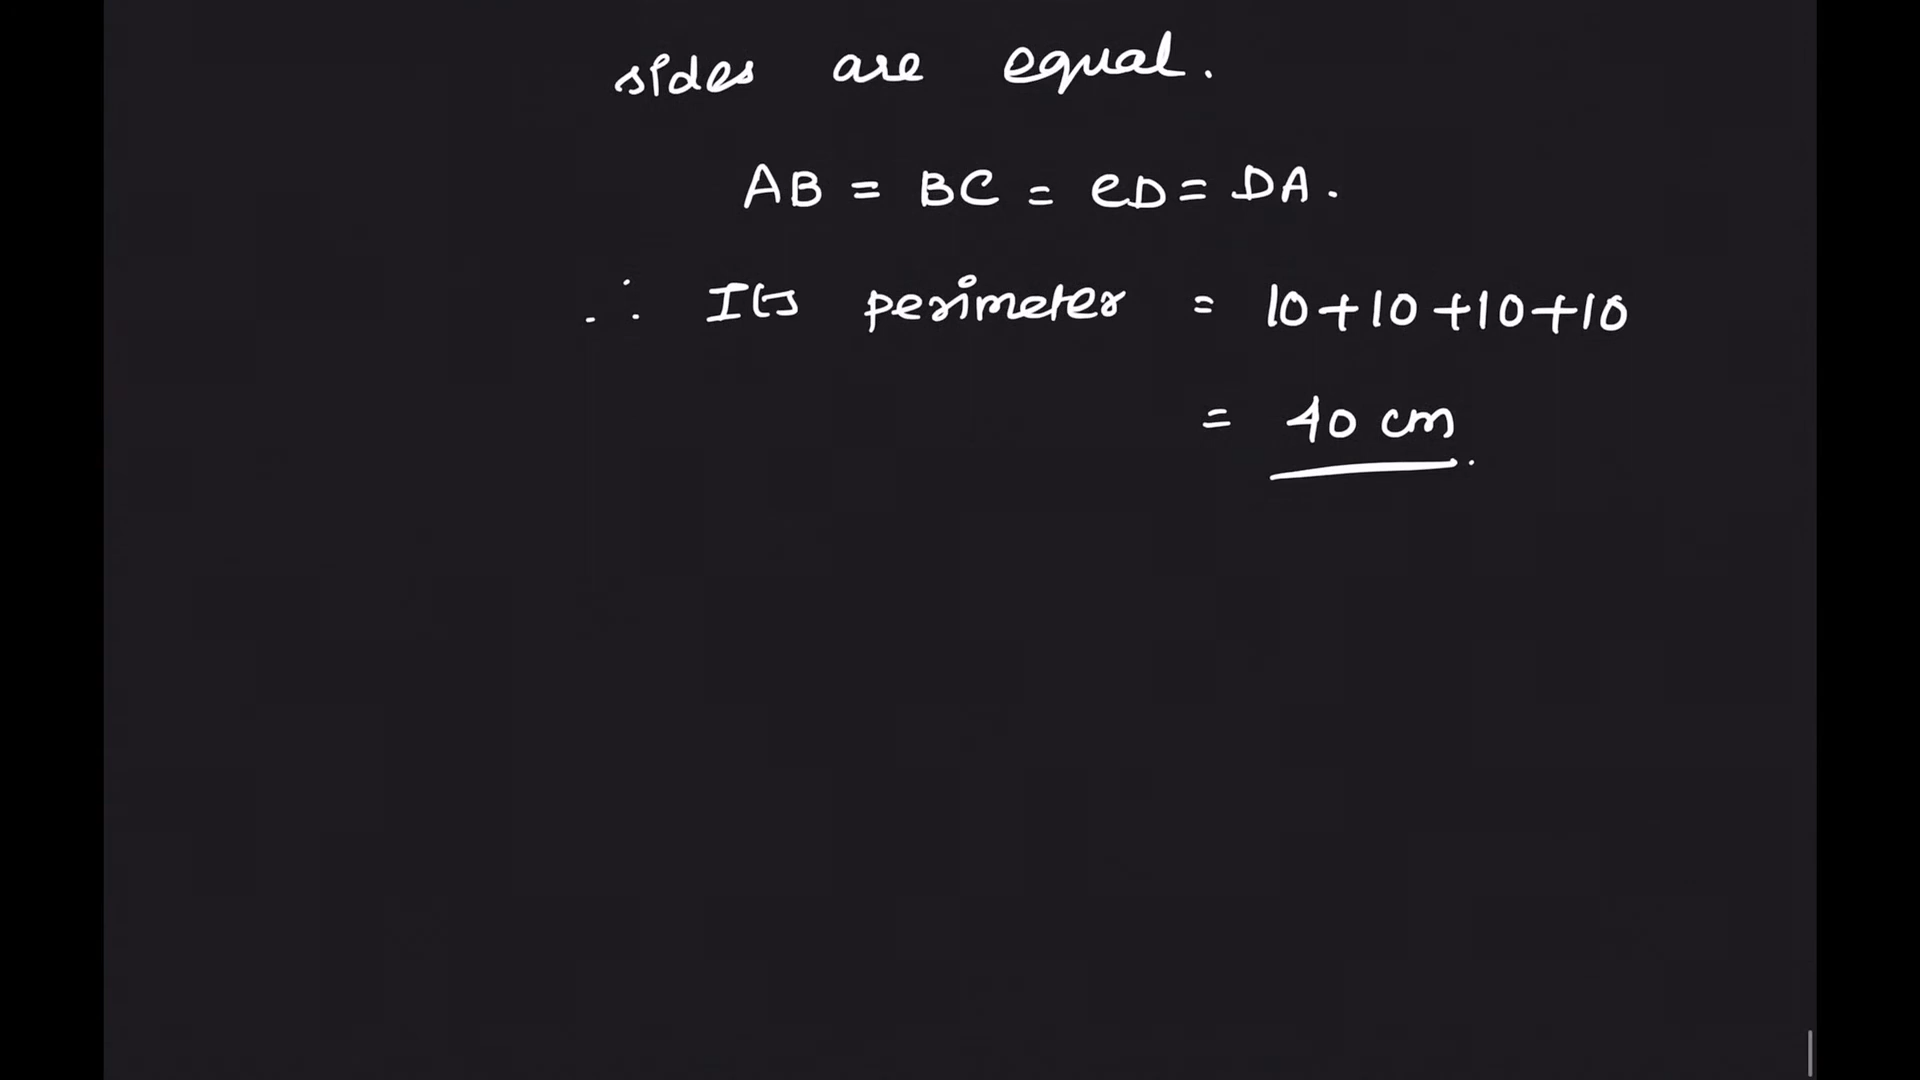 sides are equal.
AB = BC = CD = DA.
∴ Its perimeter = 10+10+10+10
= 40 cm.